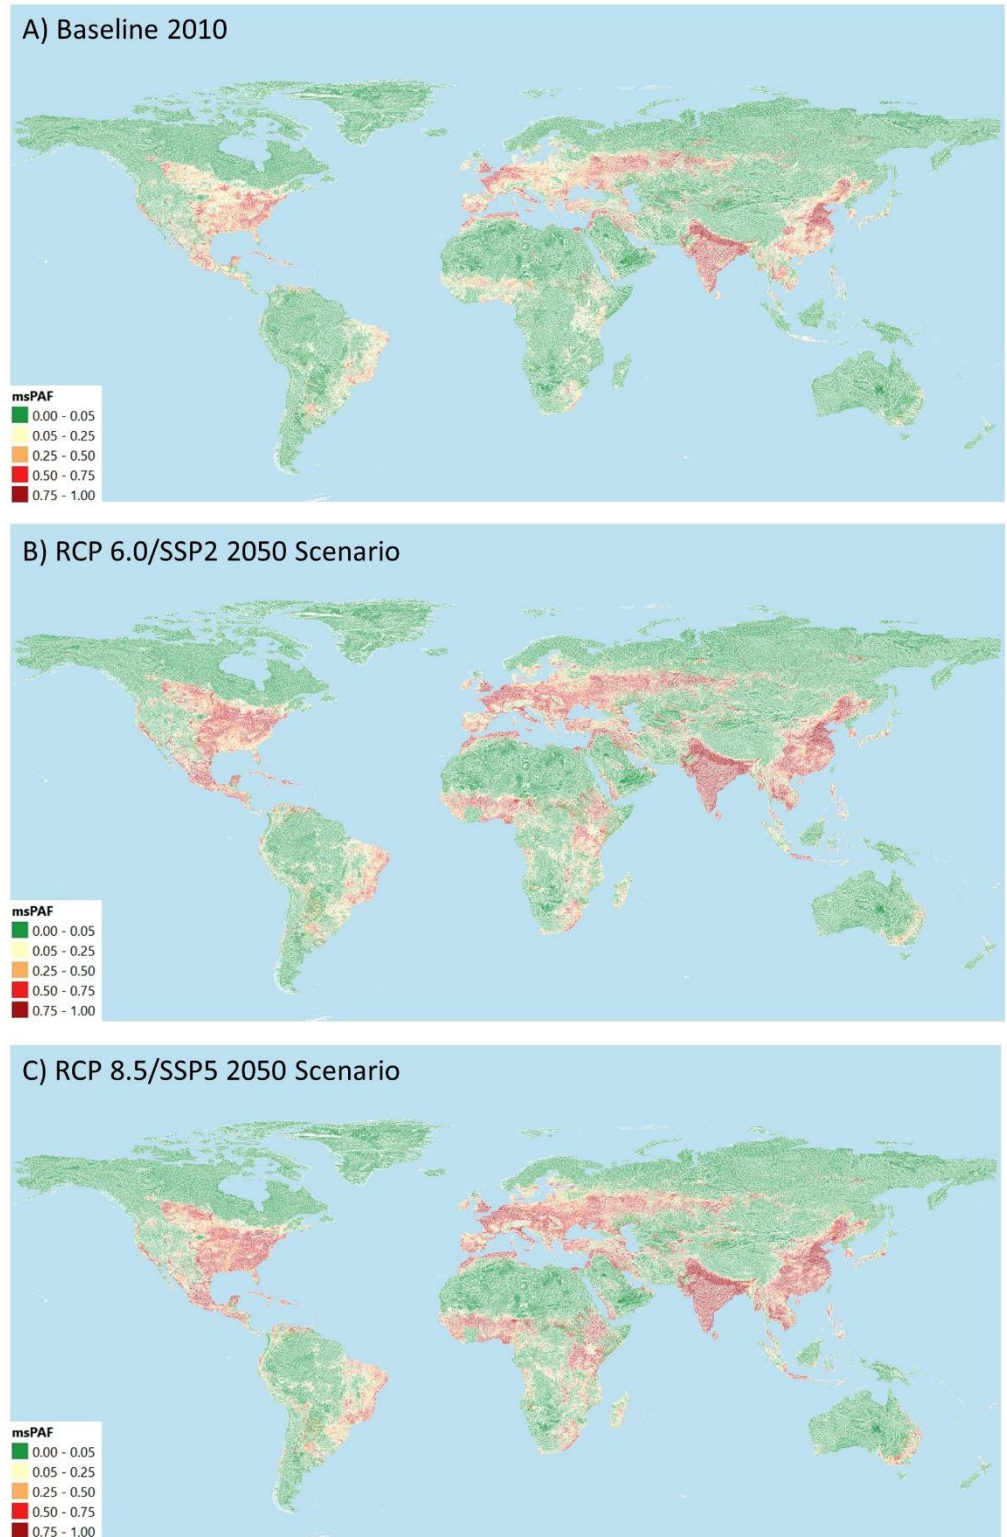 A) Baseline 2010
msPAF
0.00 - 0.05
0.05 - 0.25
0.25 - 0.50
0.50 - 0.75
0.75 - 1.00
B) RCP 6.0/SSP2 2050 Scenario
msPAF
0.00 - 0.05
0.05 - 0.25
0.25 - 0.50
0.50 - 0.75
0.75 - 1.00
C) RCP 8.5/SSP5 2050 Scenario
msPAF
0.00 - 0.05
0.05 - 0.25
0.25 - 0.50
0.50 - 0.75
0.75 - 1.00